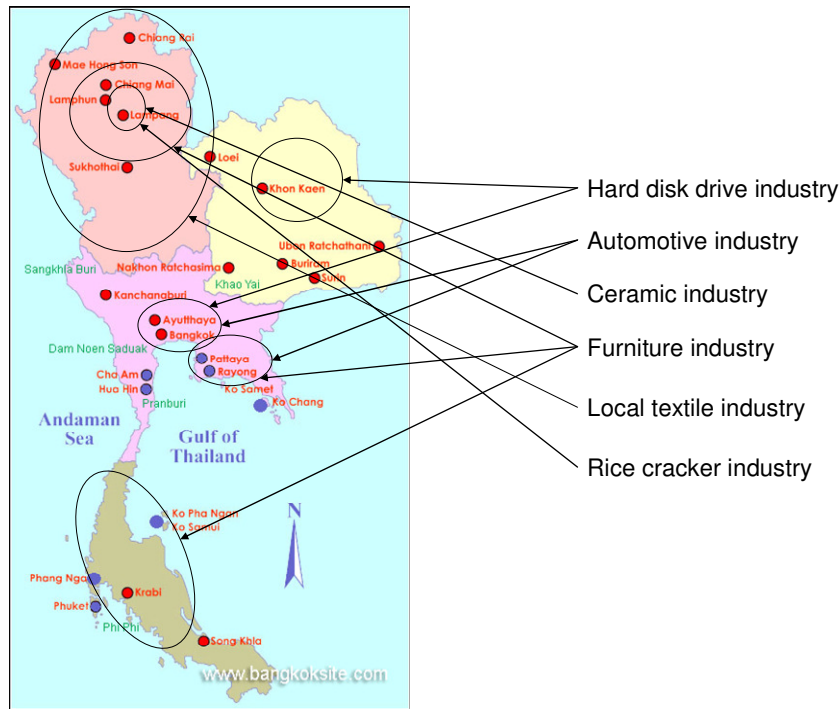 Chiang Rai
Mae Hong Son
Chiang Mai
Lamphun
Lampang
Sukhothai
Loei
Khon Kaen
Hard disk drive industry
Ubon Ratchathani
Automotive industry
Buriram
Sangkhla Buri
Nakhon Ratchasima
Khao Yai
Surin
Kanchanaburi
Ceramic industry
Ayutthaya
Bangkok
Dam Noen Saduak
Pattaya
Furniture industry
Cha Am
Rayong
Hua Hin
Ko Samet
Pranburi
Ko Chang
Local textile industry
Andaman
Sea
Gulf of
Thailand
Rice cracker industry
Ko Pha Ngan
Ko Samui
N
Phang Nga
Krabi
Phuket
Phi Phi
Song Khla
www.bangkoksite.com